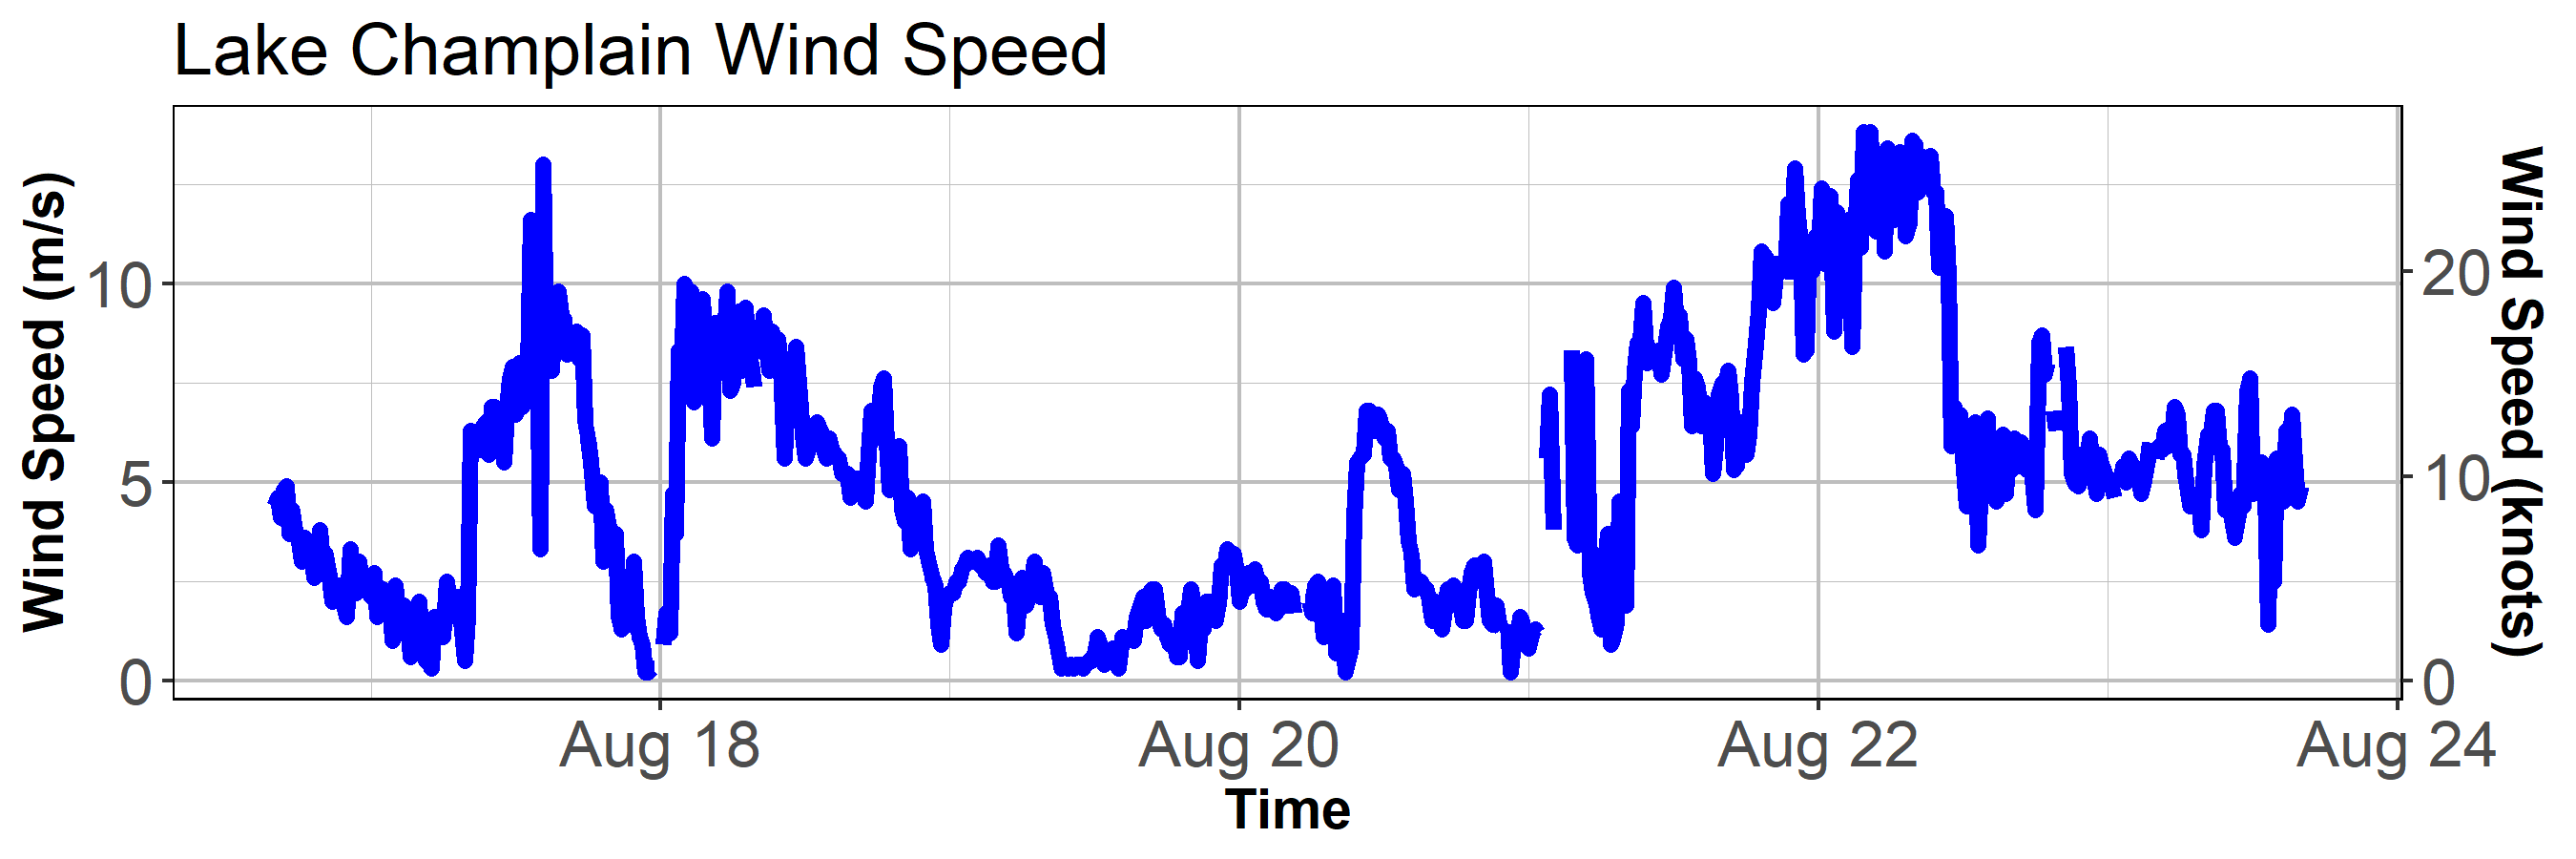 Lake Champlain Wind Speed
Wind Speed (m/s)
10
5
0
20
10
0
Wind Speed (knots)
Aug 18
Aug 20
Aug 22
Aug 24
Time